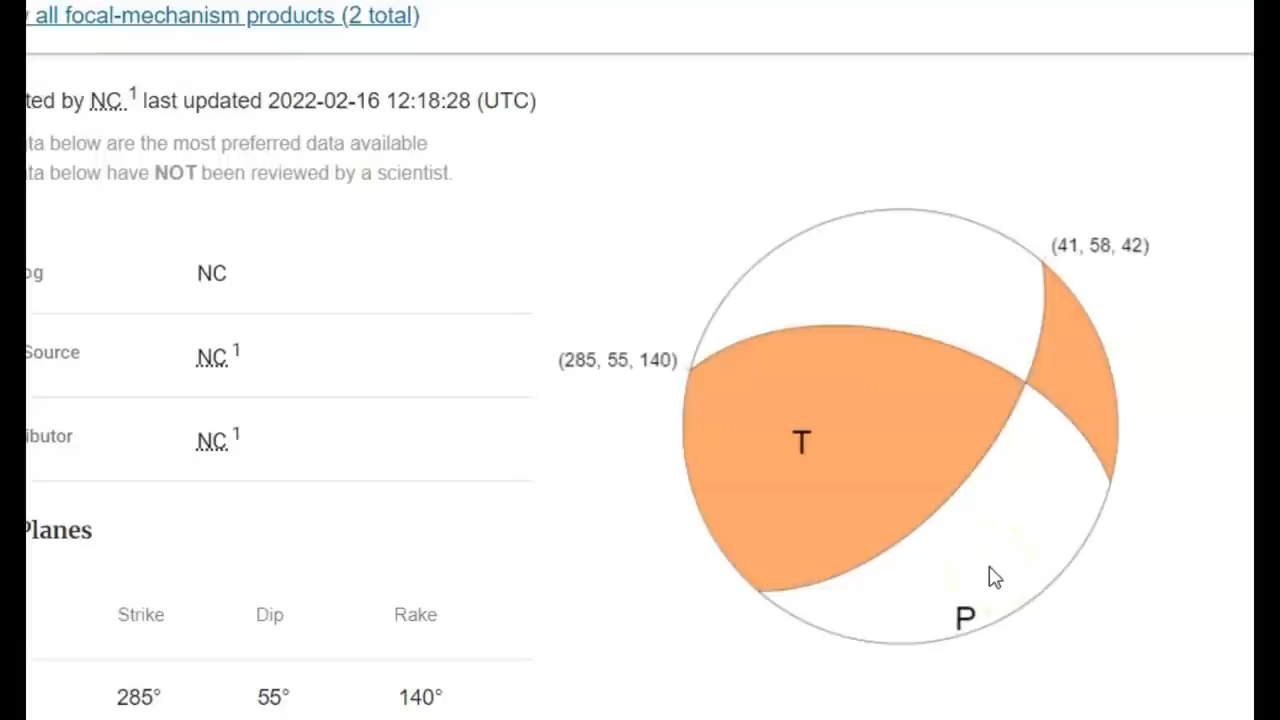 all focal-mechanism products (2 total)
ted by NC 1 last updated 2022-02-16 12:18:28 (UTC)
ta below are the most preferred data available
ta below have NOT been reviewed by a scientist.
(41, 58, 42)
og NC
(285, 55, 140)
Source NC 1
ibutor NC 1
T
Planes
P
Strike Dip Rake
285° 55° 140°